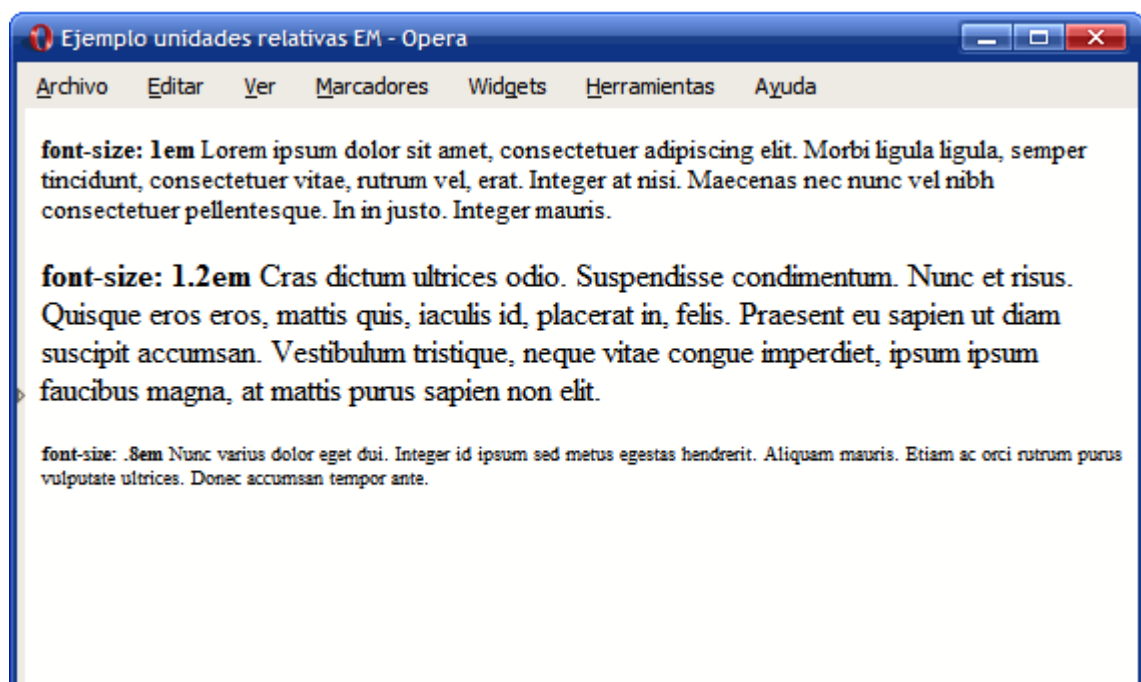 Ejemplo unidades relativas EM - Opera
Archivo Editar Ver Marcadores Widgets Herramientas Ayuda
font-size: 1em Lorem ipsum dolor sit amet, consectetuer adipiscing elit. Morbi ligula ligula, semper
tincidunt, consectetuer vitae, rutrum vel, erat. Integer at nisi. Maecenas nec nunc vel nibh
consectetuer pellentesque. In in justo. Integer mauris.
font-size: 1.2em Cras dictum ultrices odio. Suspendisse condimentum. Nunc et risus.
Quisque eros eros, mattis quis, iaculis id, placerat in, felis. Praesent eu sapien ut diam
suscipit accumsan. Vestibulum tristique, neque vitae congue imperdiet, ipsum ipsum
faucibus magna, at mattis purus sapien non elit.
font-size: .8em Nunc varius dolor eget dui. Integer id ipsum sed metus egestas hendrerit. Aliquam mauris. Etiam ac orci rutrum purus
vulputate ultrices. Donec accumsan tempor ante.